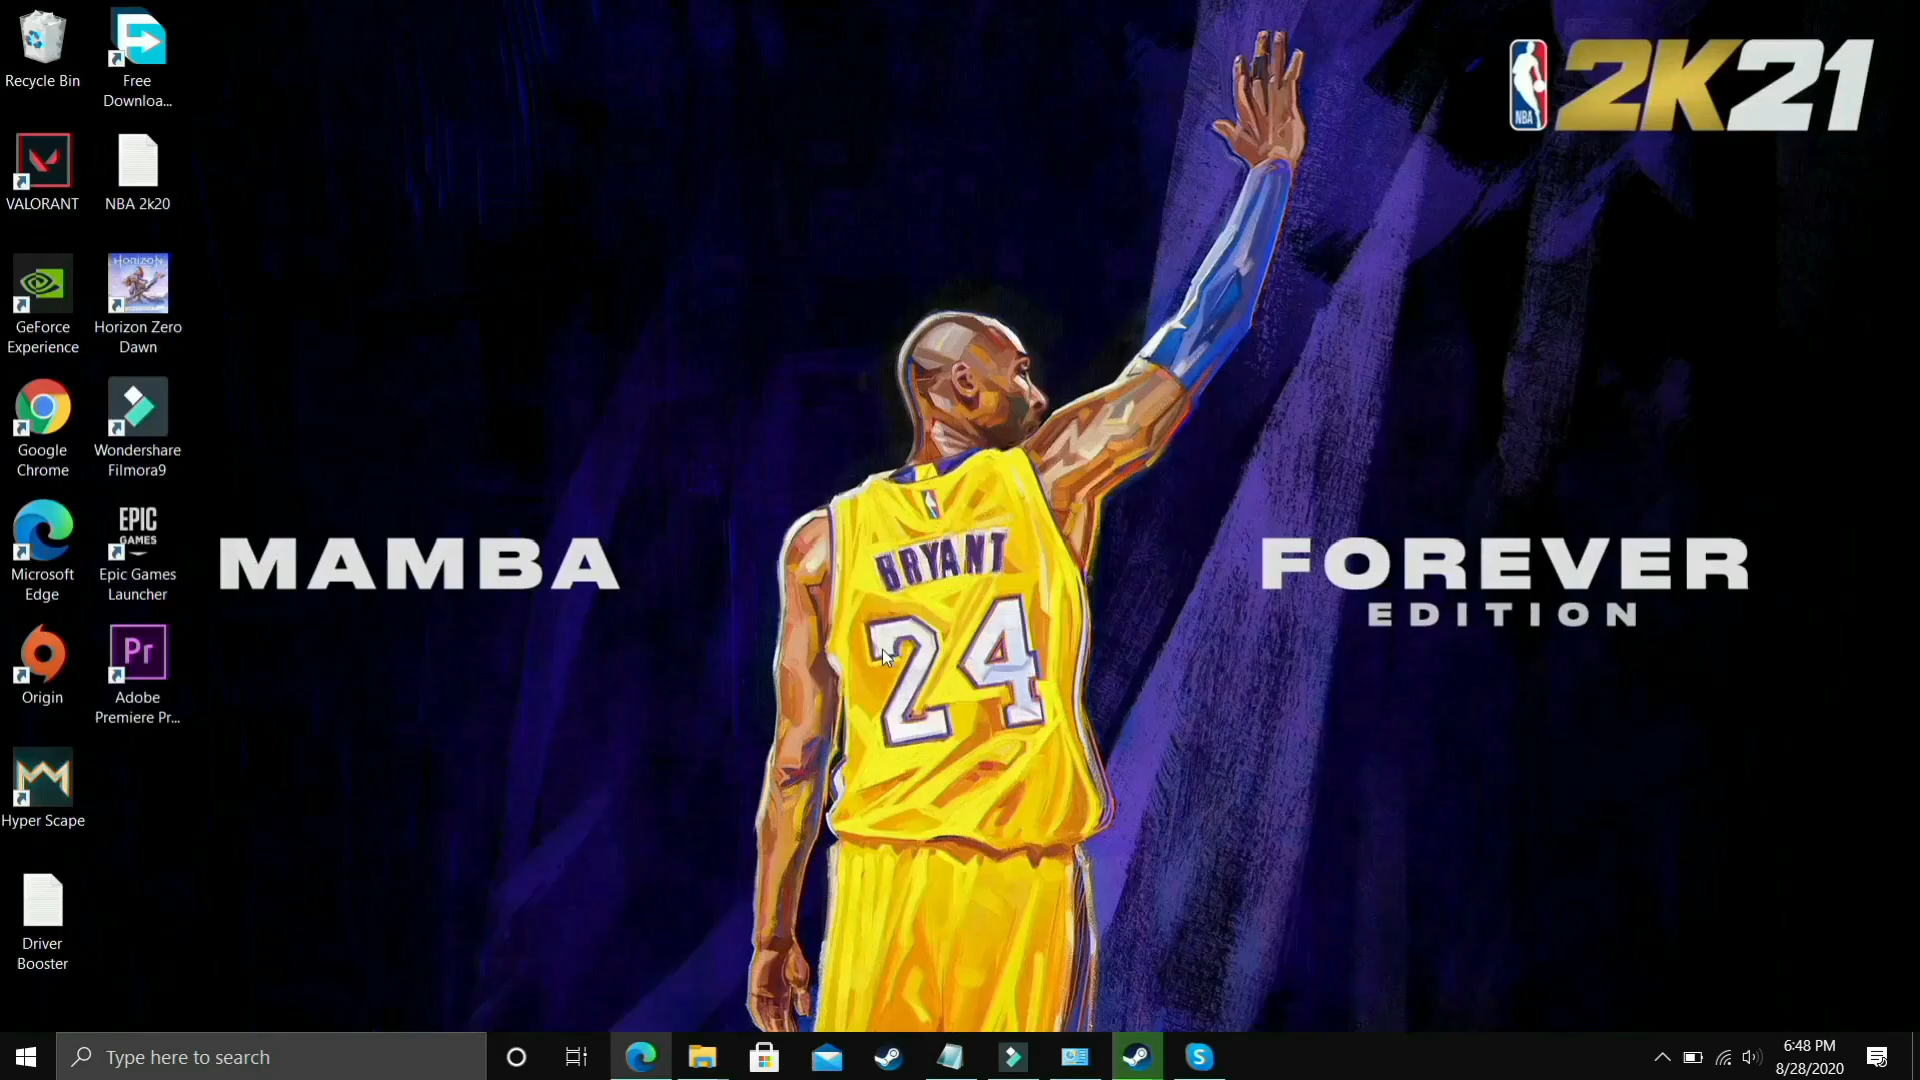 Recycle Bin
Free
Downloa...
VALORANT
NBA 2k20
GeForce
Experience
HORIZON
Horizon Zero
Dawn
Google
Chrome
Wondershare
Filmora9
Microsoft
Edge
EPIC
GAMES
Epic Games
Launcher
Origin
Pr
Adobe
Premiere Pr...
Hyper Scape
Driver
Booster
NBA
2K21
MAMBA
FOREVER
EDITION
BRYANT
24
Type here to search
S
6:48 PM
8/28/2020